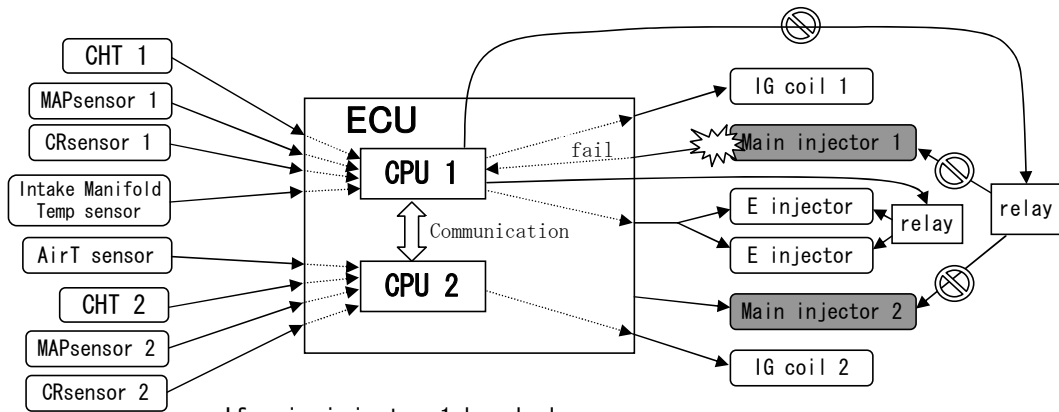 CHT 1
MAPsensor 1
CRsensor 1
Intake Manifold
Temp sensor
AirT sensor
CHT 2
MAPsensor 2
CRsensor 2
ECU
CPU 1
Communication
CPU 2
fail
IG coil 1
Main injector 1
E injector
E injector
relay
relay
Main injector 2
IG coil 2